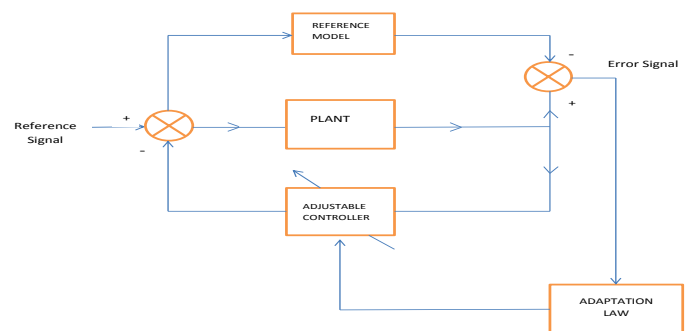 REFERENCE
MODEL
-
Error Signal
+
+
PLANT
Reference
Signal
-
ADJUSTABLE
CONTROLLER
ADAPTATION
LAW